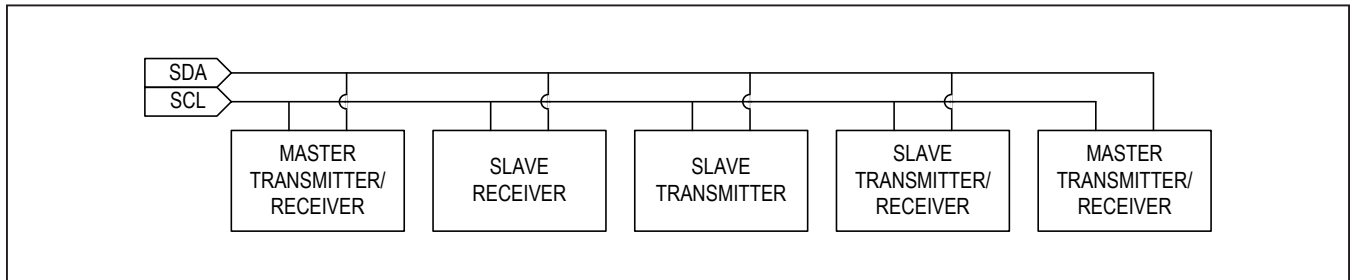 SDA
SCL
MASTER
TRANSMITTER/
RECEIVER
SLAVE
RECEIVER
SLAVE
TRANSMITTER
SLAVE
TRANSMITTER/
RECEIVER
MASTER
TRANSMITTER/
RECEIVER